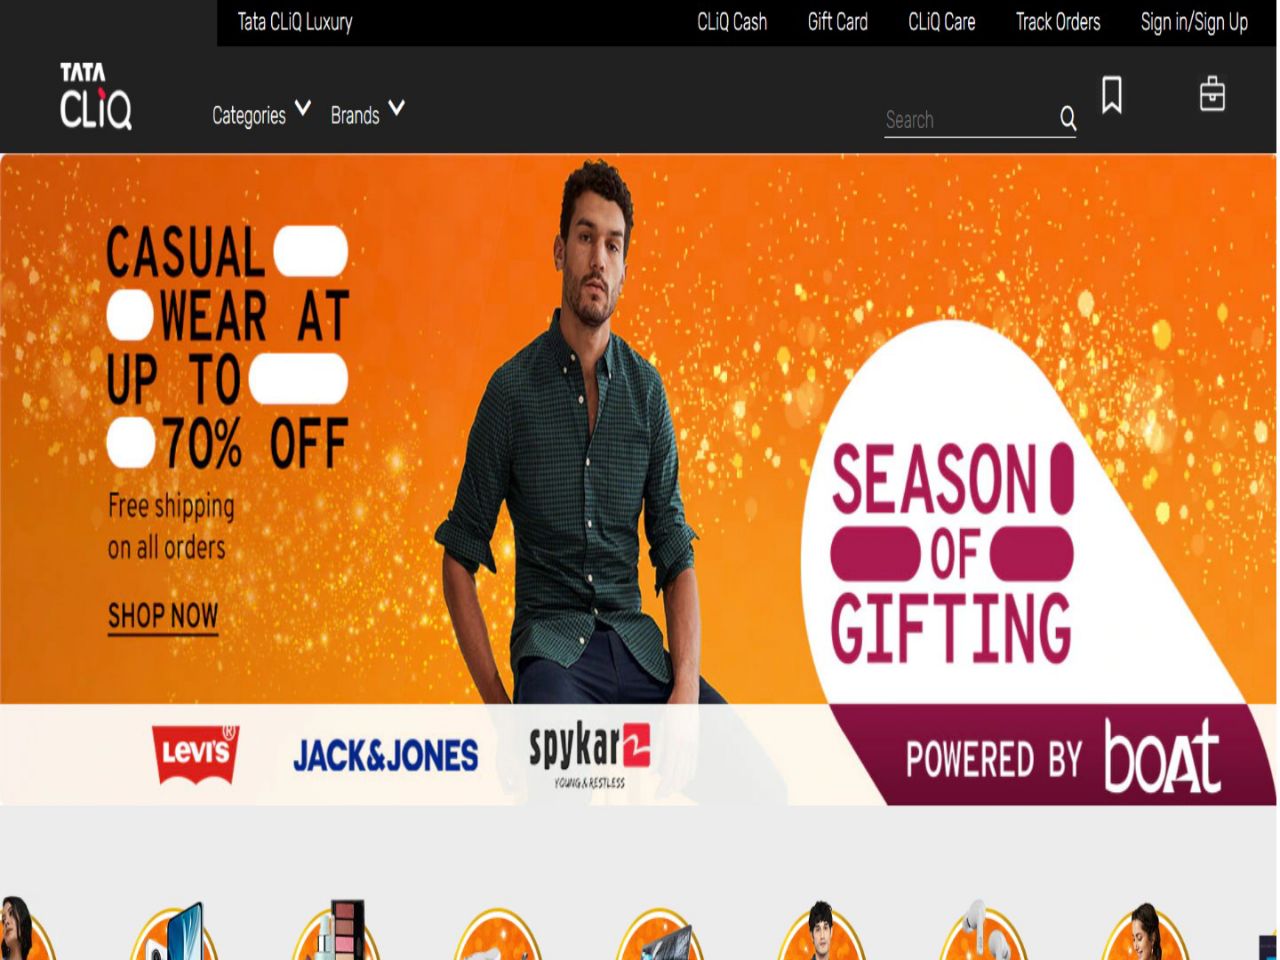 Tata CLiQ Luxury
CLiQ Cash
Gift Card
CLiQ Care
Track Orders
Sign in/Sign Up
TATA
CLiQ
Categories
Brands
Search
CASUAL
WEAR AT
UP TO
70% OFF
Free shipping
on all orders
SHOP NOW
SEASON
OF
GIFTING
LEVI'S®
JACK&JONES
spykar
YOUNG & RESTLESS
POWERED BY boAt